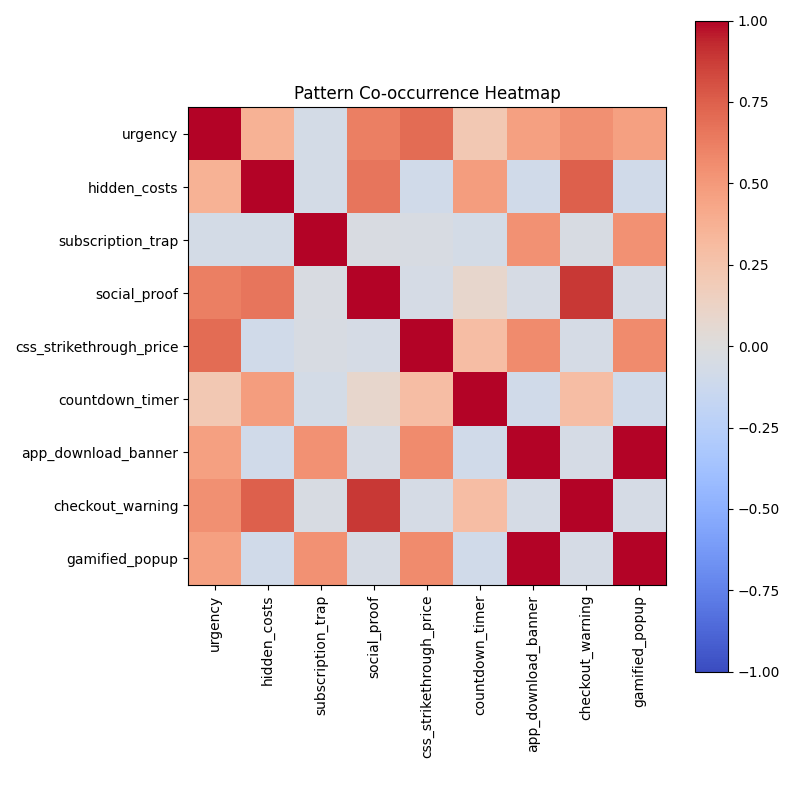 Pattern Co-occurrence Heatmap
urgency
hidden_costs
subscription_trap
social_proof
css_strikethrough_price
countdown_timer
app_download_banner
checkout_warning
gamified_popup
urgency
hidden_costs
subscription_trap
social_proof
css_strikethrough_price
countdown_timer
app_download_banner
checkout_warning
gamified_popup
1.00
0.75
0.50
0.25
0.00
−0.25
−0.50
−0.75
−1.00